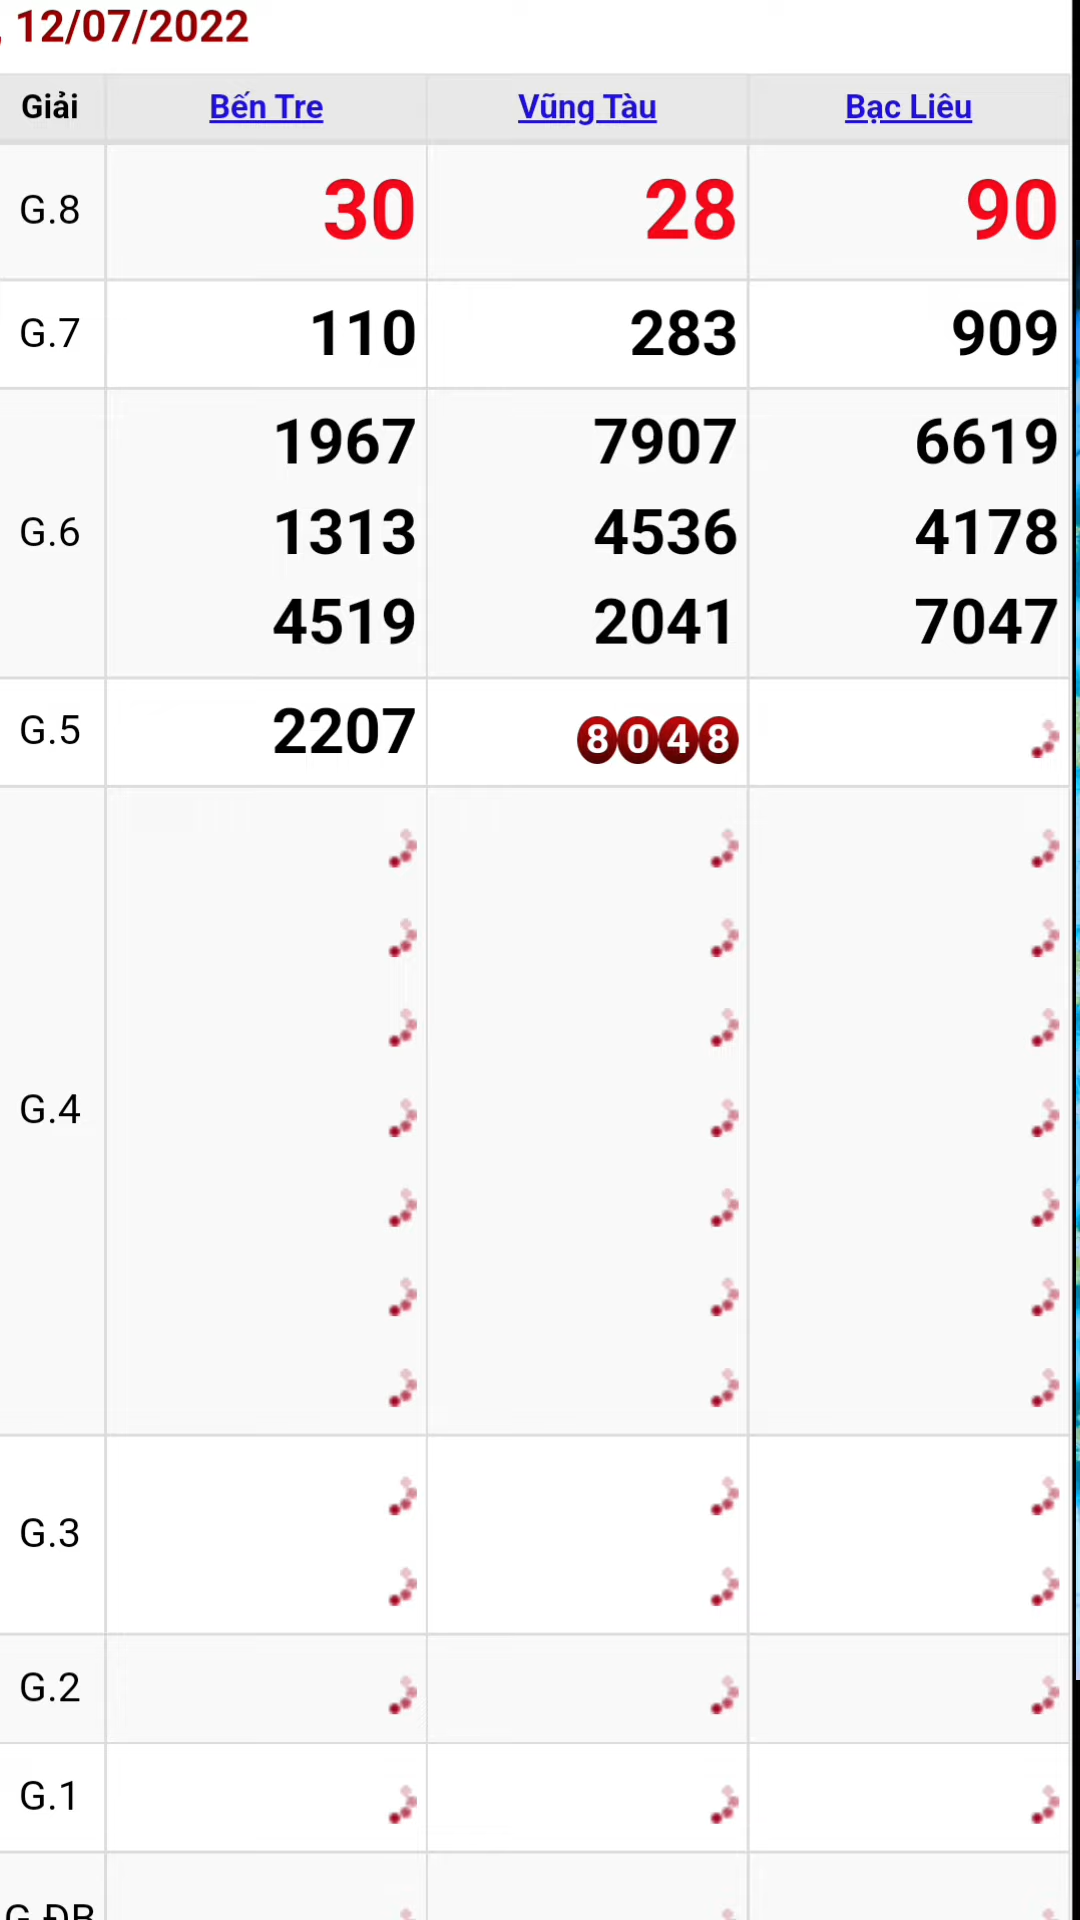 , 12/07/2022
Giải Bến Tre Vũng Tàu Bạc Liêu
G.8 30 28 90
G.7 110 283 909
1967 7907 6619
G.6 1313 4536 4178
4519 2041 7047
G.5 2207 8048
G.4
G.3
G.2
G.1
G.ĐB